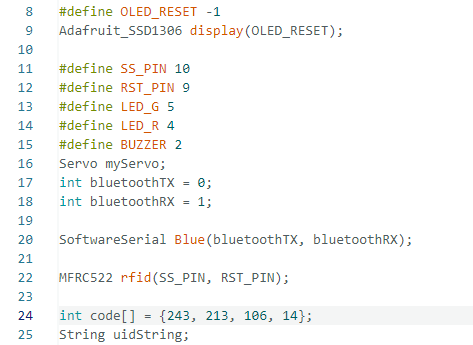 8 #define OLED_RESET -1
9 Adafruit_SSD1306 display(OLED_RESET);
10
11 #define SS_PIN 10
12 #define RST_PIN 9
13 #define LED_G 5
14 #define LED_R 4
15 #define BUZZER 2
16 Servo myServo;
17 int bluetoothTX = 0;
18 int bluetoothRX = 1;
19
20 SoftwareSerial Blue(bluetoothTX, bluetoothRX);
21
22 MFRC522 rfid(SS_PIN, RST_PIN);
23
24 int code[] = {243, 213, 106, 14};
25 String uidString;